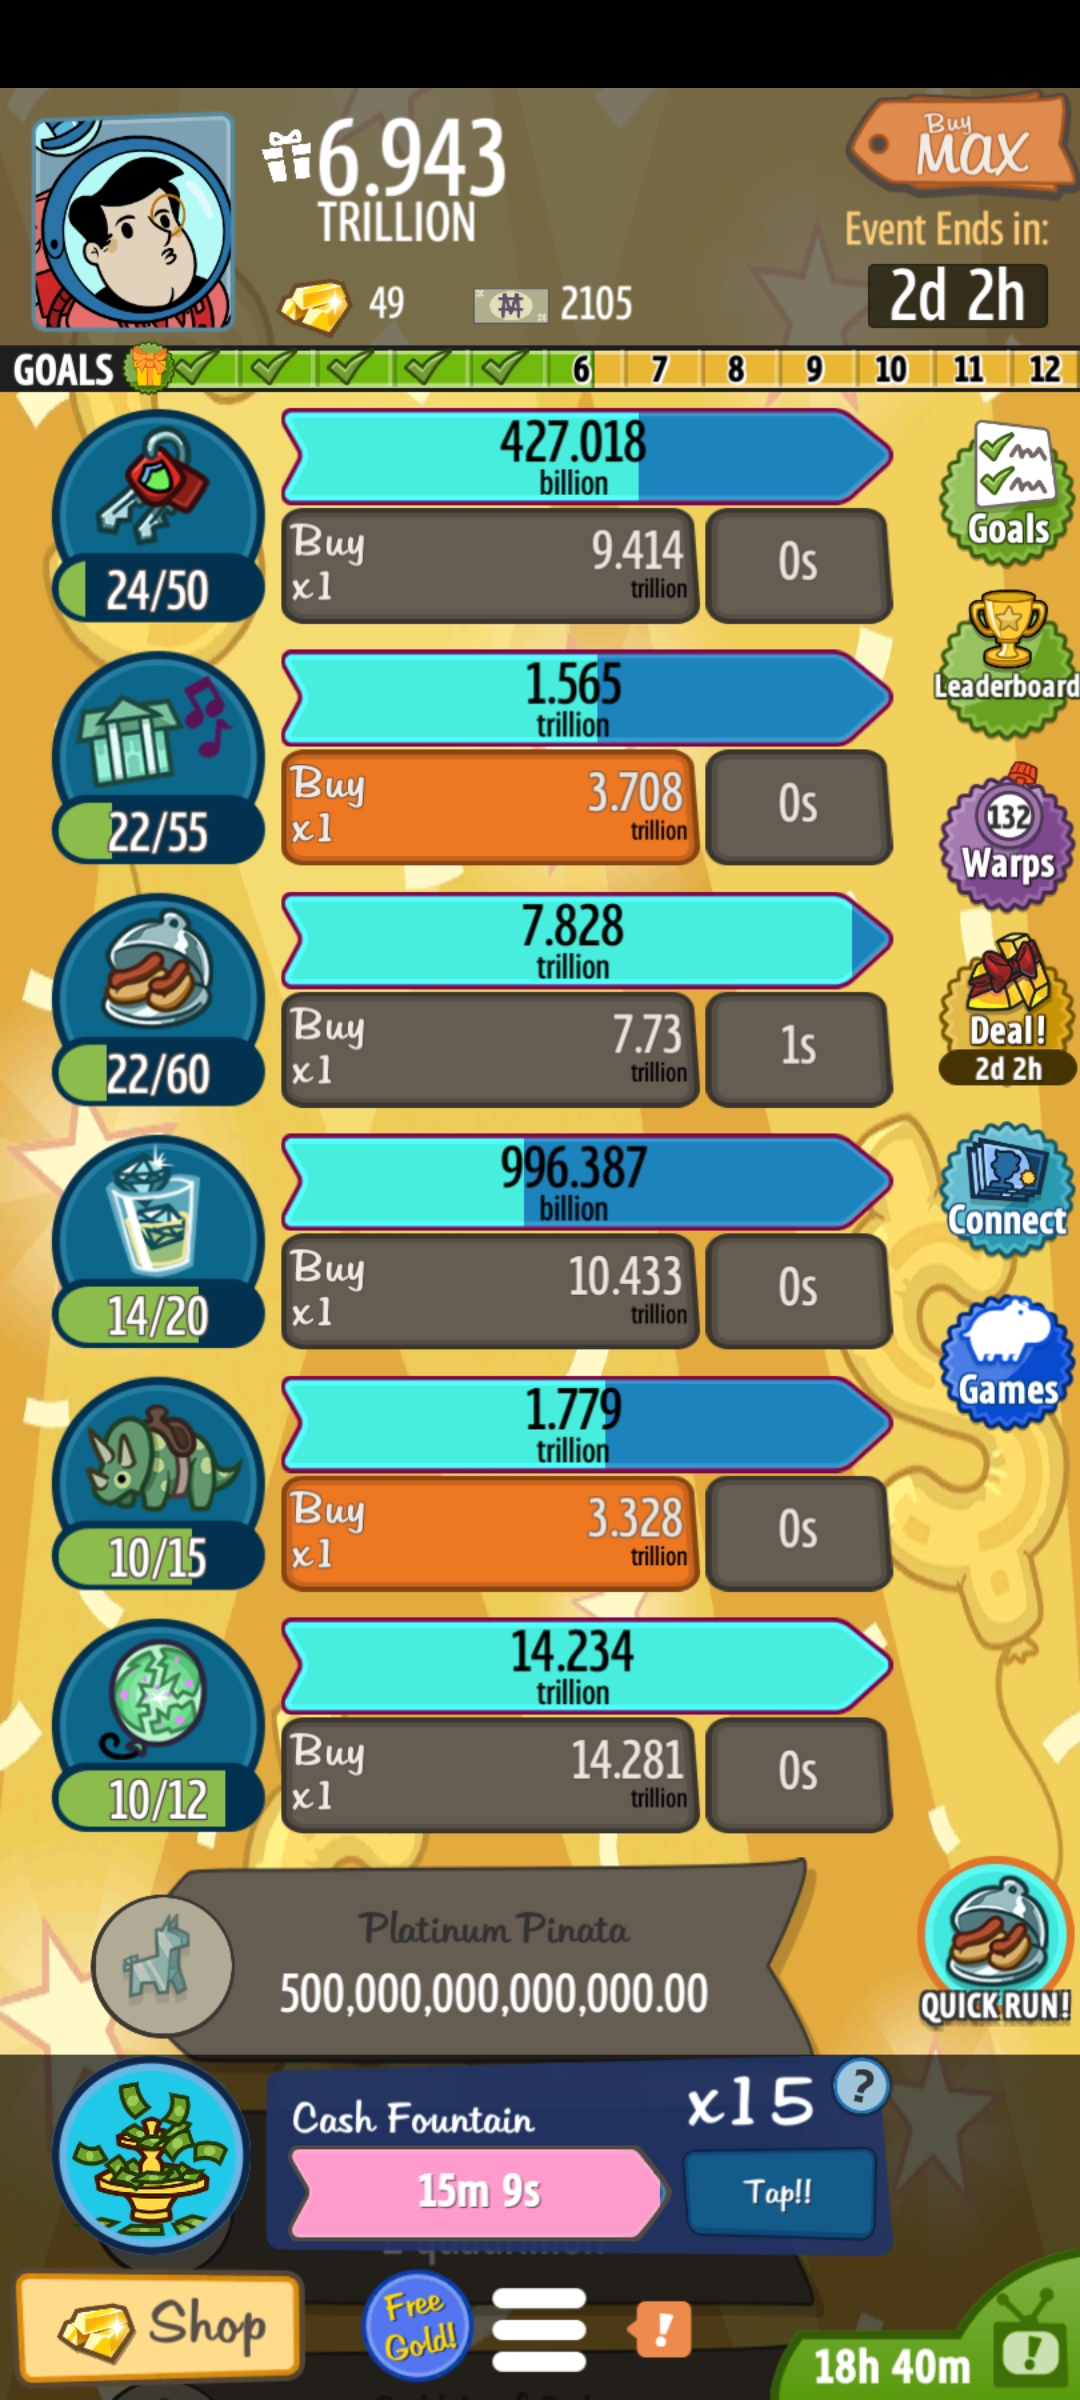 6.943
TRILLION
49
2105
Buy
MAX
Event Ends in:
2d 2h
GOALS
6 7 8 9 10 11 12
427.018
billion
24/50
Buy
x1
9.414
trillion
0s
Goals
1.565
trillion
22/55
Buy
x1
3.708
trillion
0s
Leaderboard
132
Warps
7.828
trillion
22/60
Buy
x1
7.73
trillion
1s
Deal!
2d 2h
996.387
billion
14/20
Buy
x1
10.433
trillion
0s
Connect
1.779
trillion
10/15
Buy
x1
3.328
trillion
0s
Games
14.234
trillion
10/12
Buy
x1
14.281
trillion
0s
Platinum Pinata
500,000,000,000,000.00
QUICK RUN!
Cash Fountain
x15
?
15m 9s
Tap!!
Shop
Free
Gold!
!
18h 40m
!